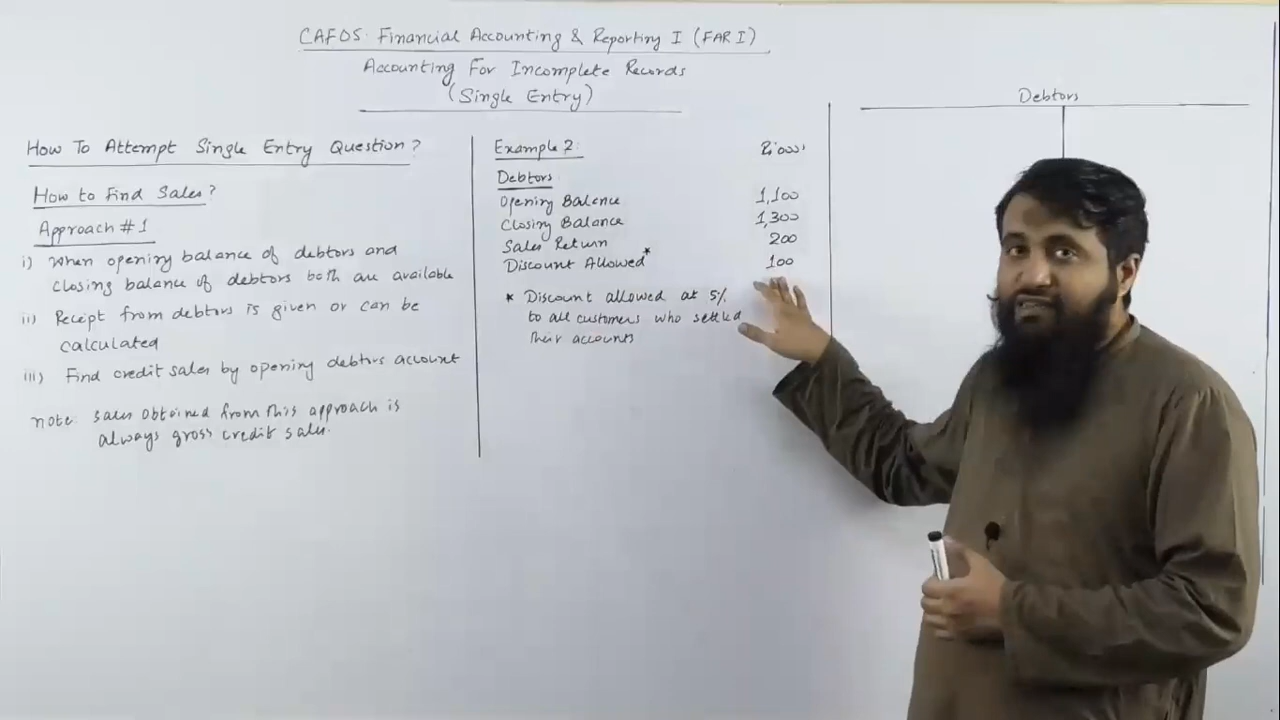 CAF05: Financial Accounting & Reporting I (FAR I)
Accounting For Incomplete Records
(Single Entry)
How To Attempt Single Entry Question?
How to Find Sales?
Approach #1
i) When opening balance of debtors and
closing balance of debtors both are available
ii) Receipt from debtors is given or can be
calculated
iii) Find credit sales by opening debtors account
note: Sales obtained from this approach is
always gross credit sales.
Example 2:
Debtors
Opening Balance 1,100
Closing Balance 1,300
Sales Return 200
Discount Allowed* 100
* Discount allowed at 5%
to all customers who settled
their accounts
Debtors